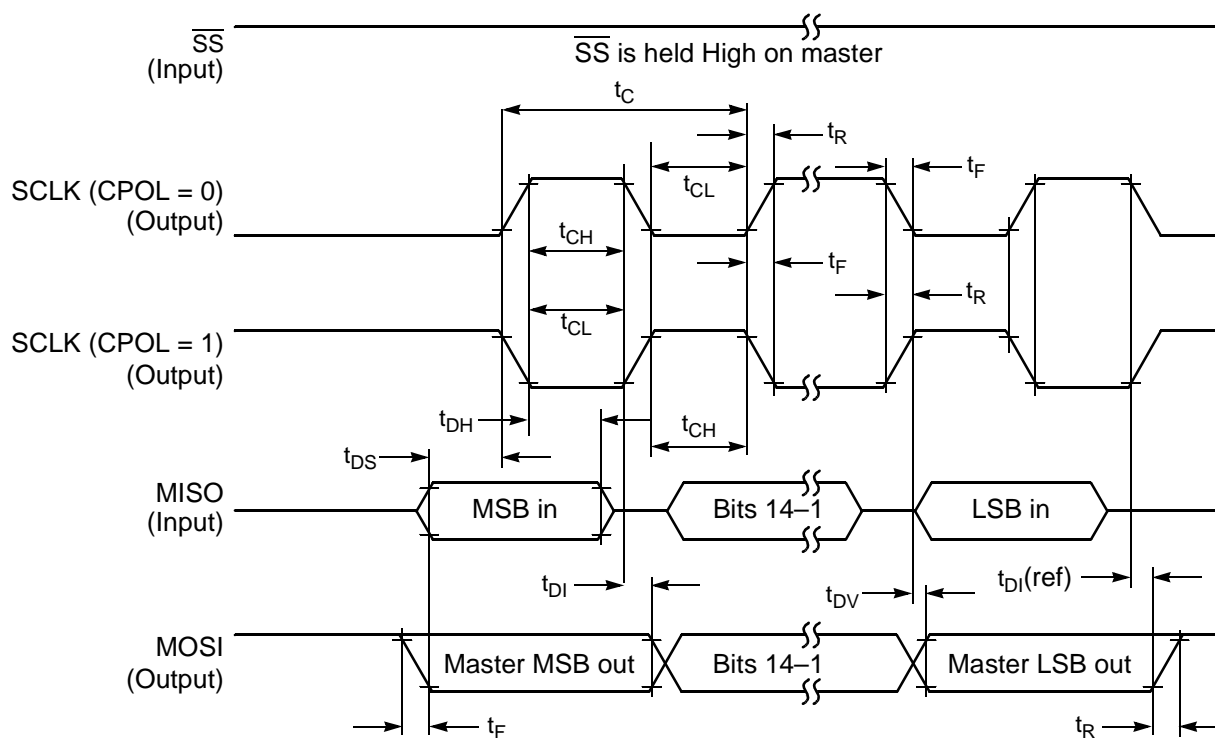 SS
(Input)
SS is held High on master
tC
tR
tF
SCLK (CPOL = 0)
(Output)
tCL
tCH
tF
tR
tCL
SCLK (CPOL = 1)
(Output)
tDH
tCH
tDS
MISO
(Input)
MSB in
Bits 14–1
LSB in
tDI
tDV
tDI(ref)
MOSI
(Output)
Master MSB out
Bits 14–1
Master LSB out
tF
tR